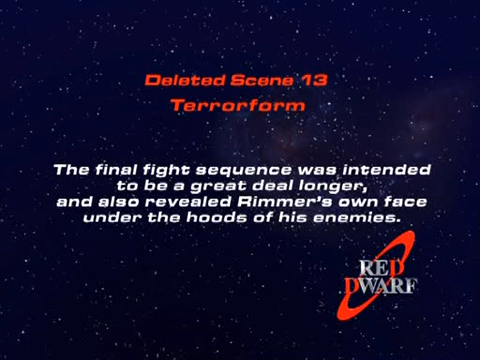 Deleted Scene 13
Terrorform
The final fight sequence was intended
to be a great deal longer,
and also revealed Rimmer's own face
under the hoods of his enemies.
RED
DWARF